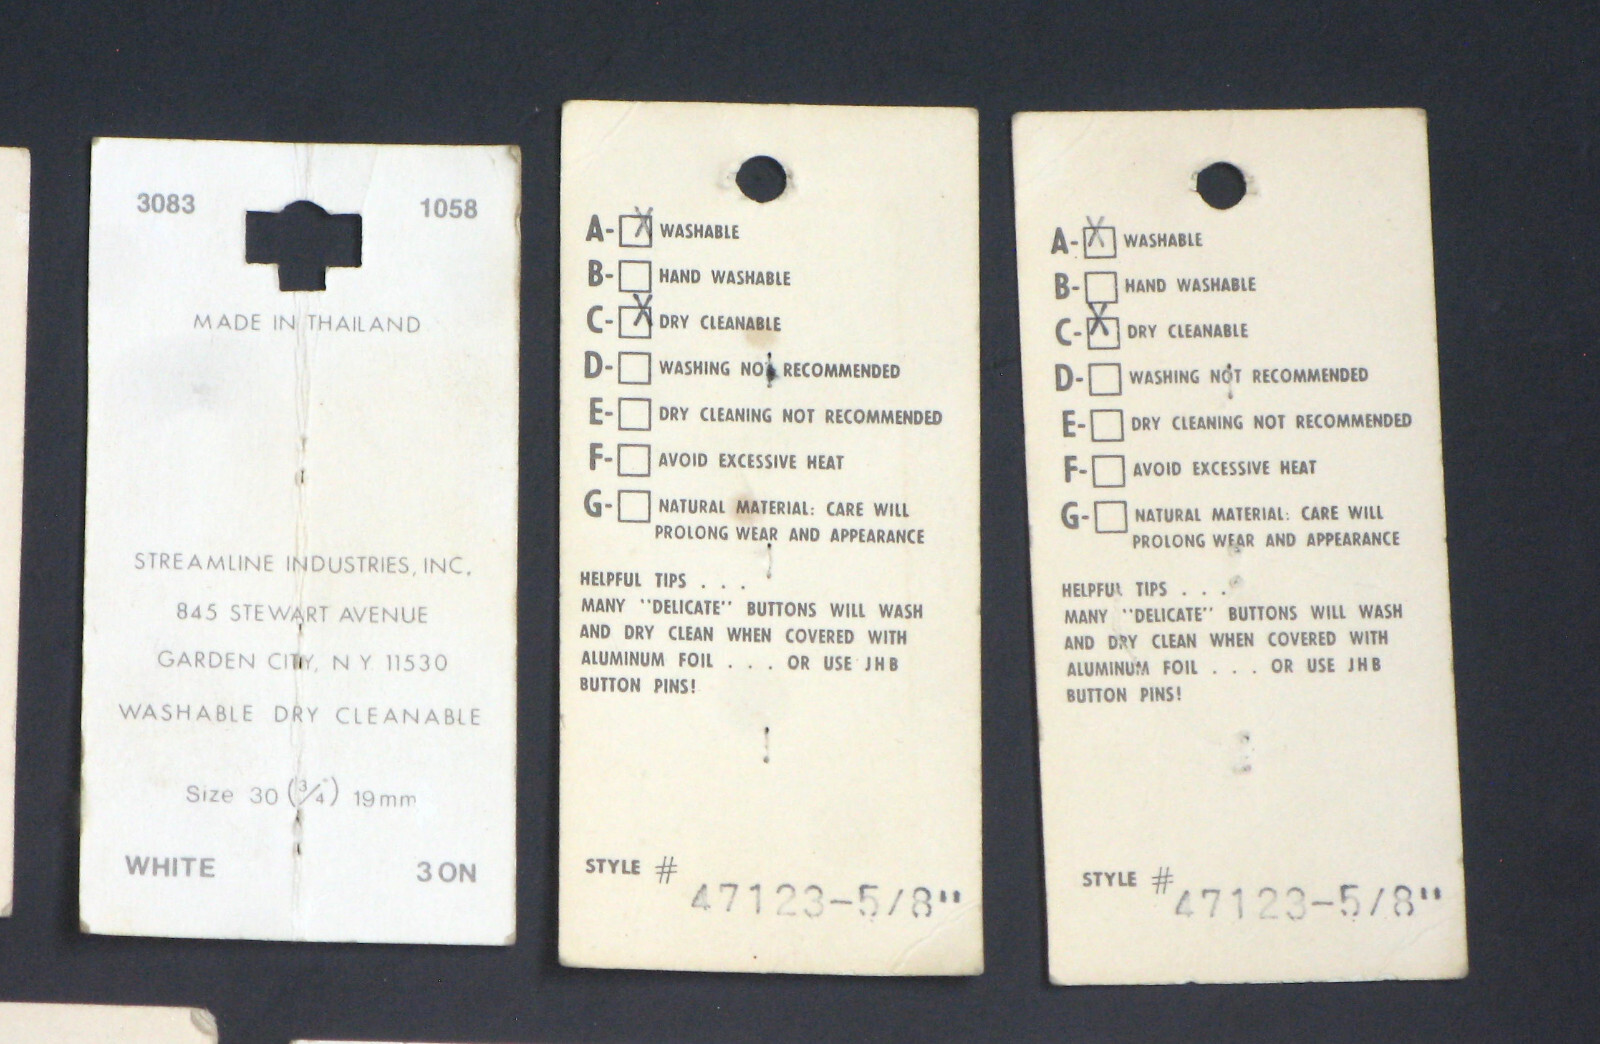 3083 1058
MADE IN THAILAND
STREAMLINE INDUSTRIES, INC.
845 STEWART AVENUE
GARDEN CITY, N Y 11530
WASHABLE DRY CLEANABLE
Size 30 (3/4") 19mm
WHITE 3 ON
A- X WASHABLE
B- HAND WASHABLE
C- X DRY CLEANABLE
D- WASHING NOT RECOMMENDED
E- DRY CLEANING NOT RECOMMENDED
F- AVOID EXCESSIVE HEAT
G- NATURAL MATERIAL: CARE WILL
PROLONG WEAR AND APPEARANCE
HELPFUL TIPS . . .
MANY "DELICATE" BUTTONS WILL WASH
AND DRY CLEAN WHEN COVERED WITH
ALUMINUM FOIL . . . OR USE JHB
BUTTON PINS!
STYLE #
47123-5/8"
A- X WASHABLE
B- HAND WASHABLE
C- X DRY CLEANABLE
D- WASHING NOT RECOMMENDED
E- DRY CLEANING NOT RECOMMENDED
F- AVOID EXCESSIVE HEAT
G- NATURAL MATERIAL: CARE WILL
PROLONG WEAR AND APPEARANCE
HELPFUL TIPS . . .
MANY "DELICATE" BUTTONS WILL WASH
AND DRY CLEAN WHEN COVERED WITH
ALUMINUM FOIL . . . OR USE JHB
BUTTON PINS!
STYLE #
47123-5/8"